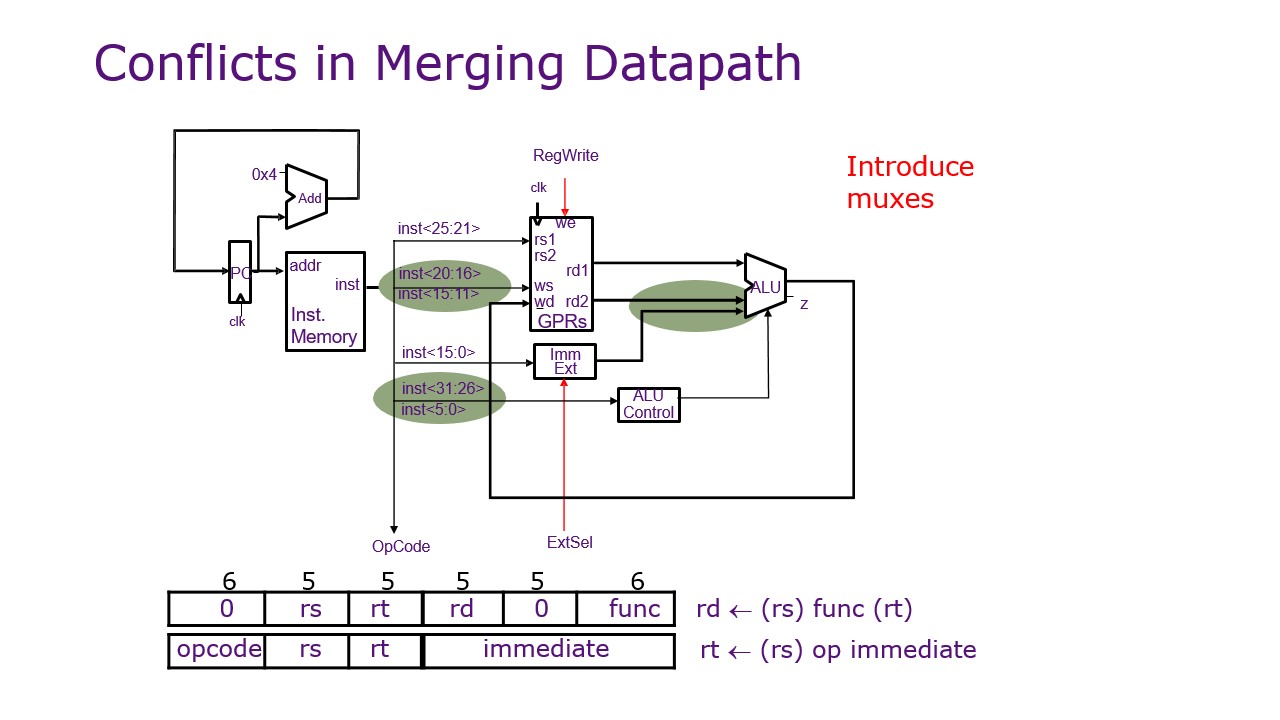 Conflicts in Merging Datapath
Introduce
muxes
RegWrite
0x4
Add
clk
inst<25:21>
we
rs1
rs2
addr
PC
inst
inst<20:16>
inst<15:11>
rd1
ws
wd rd2
GPRs
ALU
z
clk
Inst.
Memory
inst<15:0>
Imm
Ext
inst<31:26>
inst<5:0>
ALU
Control
OpCode
ExtSel
6 5 5 5 5 6
0 rs rt rd 0 func rd ← (rs) func (rt)
opcode rs rt immediate rt ← (rs) op immediate